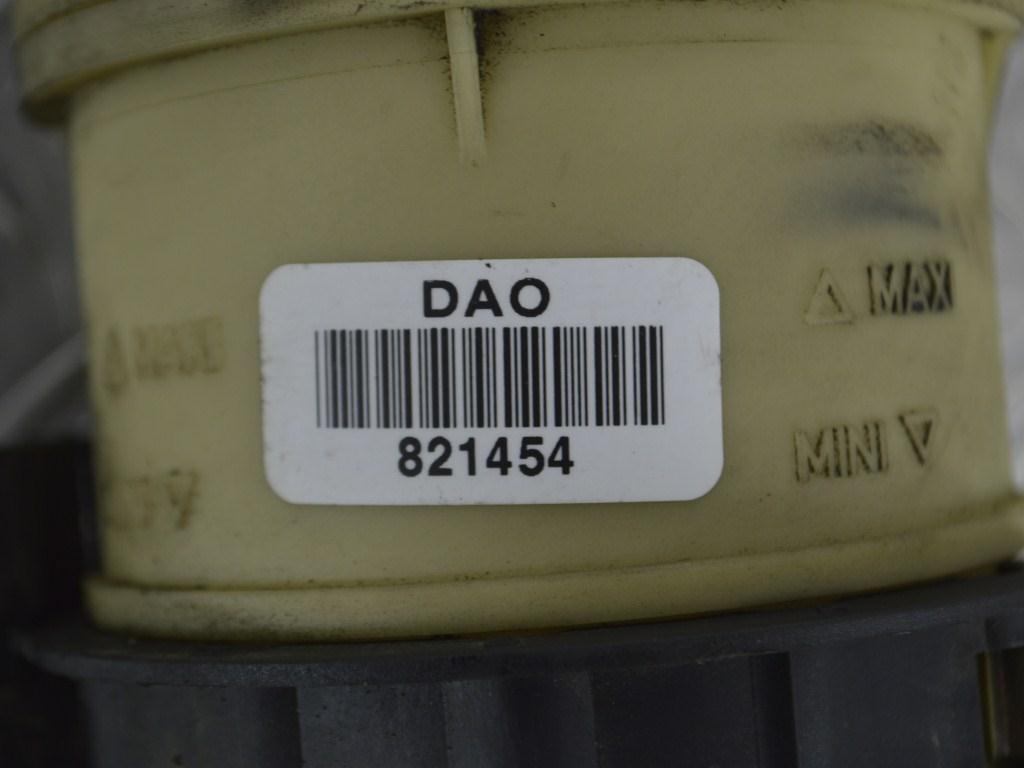 DAO
821454
△ MAX
MINI ▽